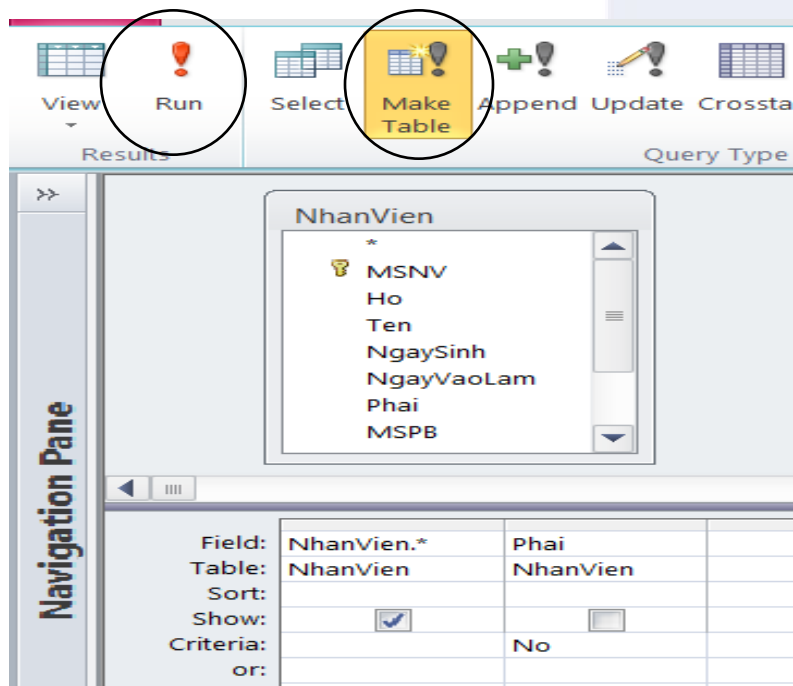 View Run Select Make Table Append Update Crossta
Results Query Type
Navigation Pane
NhanVien
*
MSNV
Ho
Ten
NgaySinh
NgayVaoLam
Phai
MSPB
Field: NhanVien.* Phai
Table: NhanVien NhanVien
Sort:
Show:
Criteria: No
or: